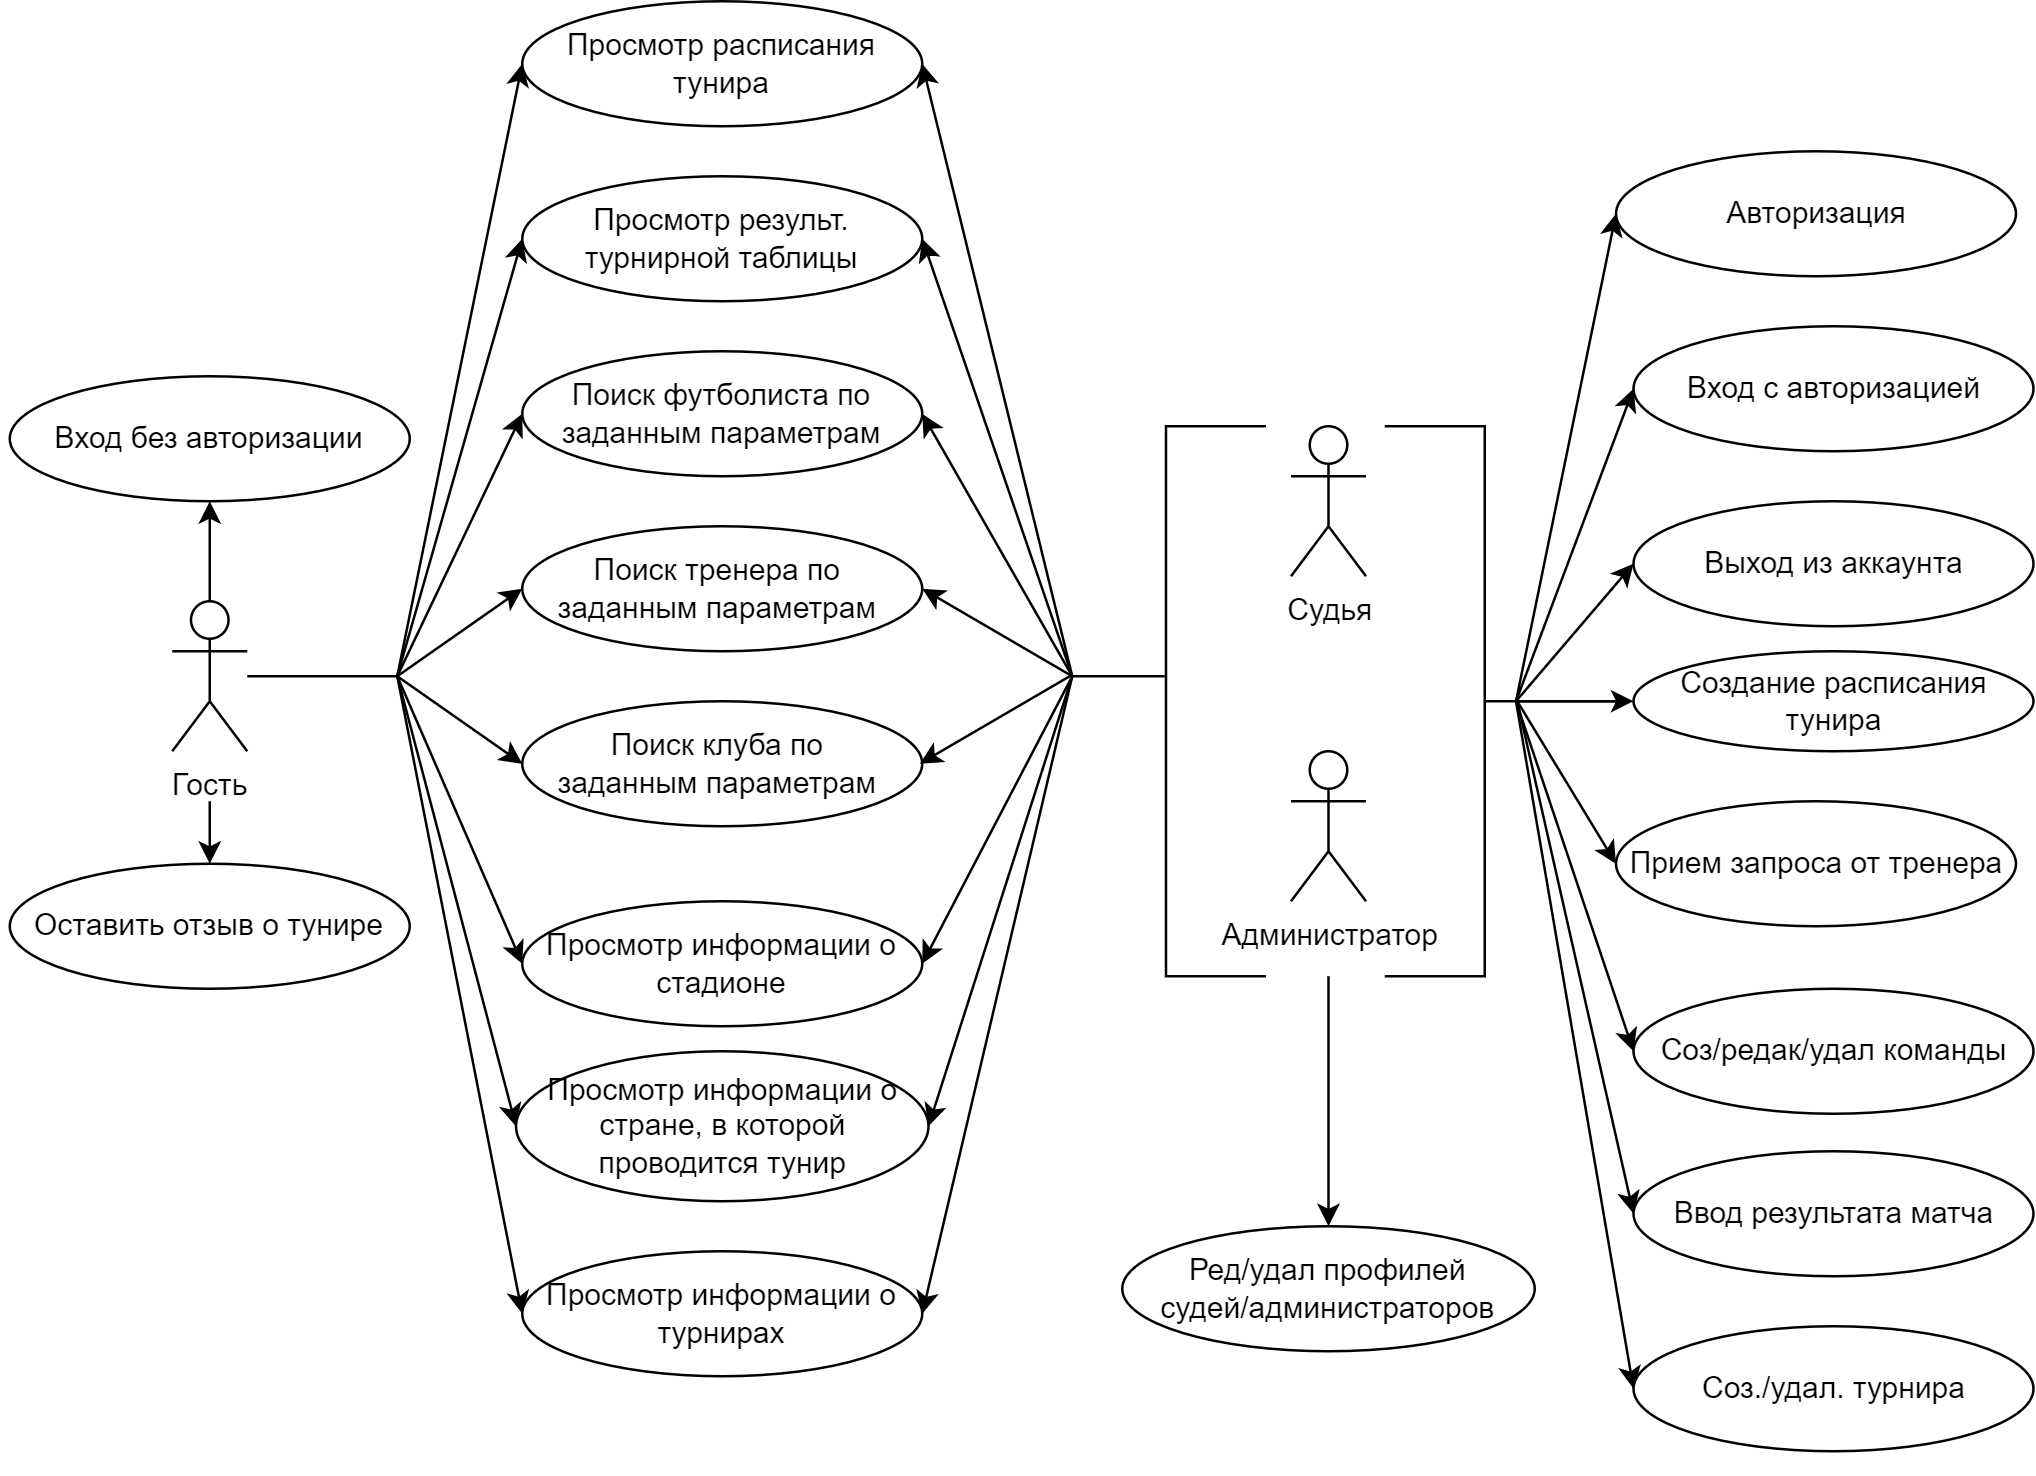 Просмотр расписания
тунира
Просмотр результ.
турнирной таблицы
Поиск футболиста по
заданным параметрам
Поиск тренера по
заданным параметрам
Поиск клуба по
заданным параметрам
Просмотр информации о
стадионе
Просмотр информации о
стране, в которой
проводится тунир
Просмотр информации о
турнирах
Вход без авторизации
Гость
Оставить отзыв о тунире
Судья
Администратор
Ред/удал профилей
судей/администраторов
Авторизация
Вход с авторизацией
Выход из аккаунта
Создание расписания
тунира
Прием запроса от тренера
Соз/редак/удал команды
Ввод результата матча
Соз./удал. турнира